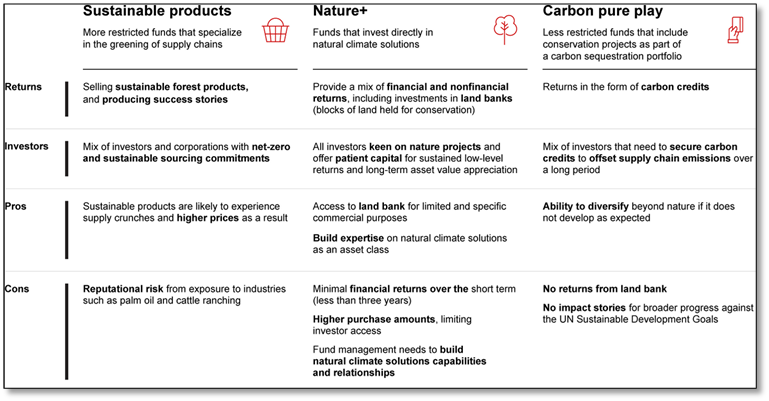 Sustainable products
More restricted funds that specialize
in the greening of supply chains
Nature+
Funds that invest directly in
natural climate solutions
Carbon pure play
Less restricted funds that include
conservation projects as part of
a carbon sequestration portfolio
Returns
Selling sustainable forest products,
and producing success stories
Provide a mix of financial and nonfinancial
returns, including investments in land banks
(blocks of land held for conservation)
Returns in the form of carbon credits
Investors
Mix of investors and corporations with net-zero
and sustainable sourcing commitments
All investors keen on nature projects and
offer patient capital for sustained low-level
returns and long-term asset value appreciation
Mix of investors that need to secure carbon
credits to offset supply chain emissions over
a long period
Pros
Sustainable products are likely to experience
supply crunches and higher prices as a result
Access to land bank for limited and specific
commercial purposes
Build expertise on natural climate solutions
as an asset class
Ability to diversify beyond nature if it does
not develop as expected
Cons
Reputational risk from exposure to industries
such as palm oil and cattle ranching
Minimal financial returns over the short term
(less than three years)
Higher purchase amounts, limiting
investor access
Fund management needs to build
natural climate solutions capabilities
and relationships
No returns from land bank
No impact stories for broader progress against
the UN Sustainable Development Goals